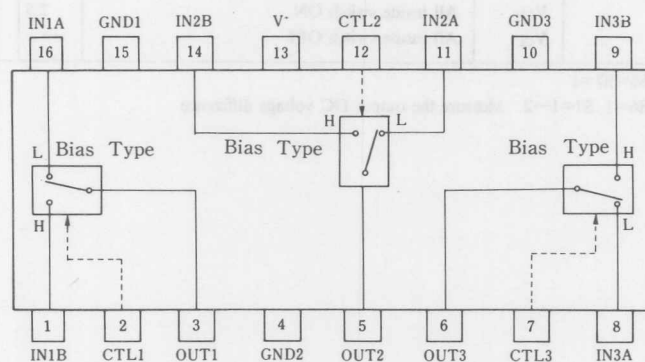 IN1A GND1 IN2B V⁻ CTL2 IN2A GND3 IN3B
16 15 14 13 12 11 10 9
H L
L Bias Type Bias Type Bias Type H
H L
1 2 3 4 5 6 7 8
IN1B CTL1 OUT1 GND2 OUT2 OUT3 CTL3 IN3A